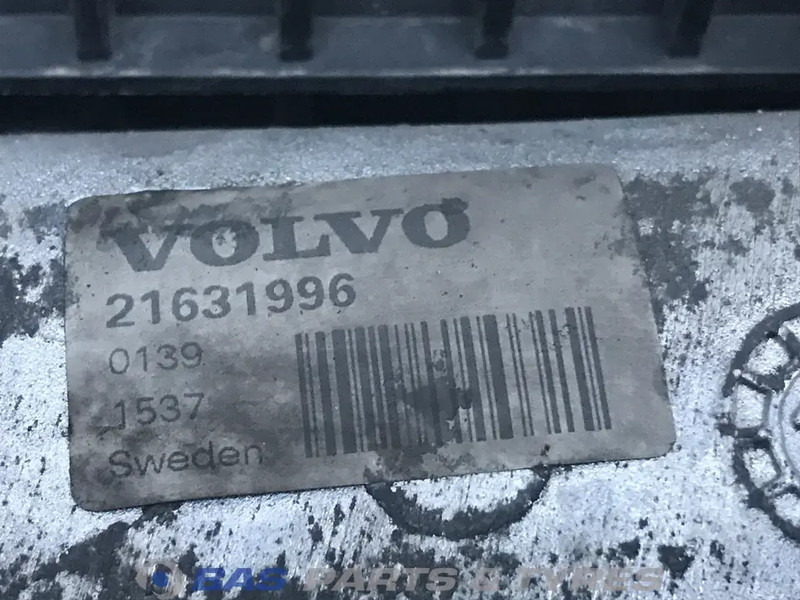 VOLVO
21631996
0139
1537
Sweden
BAS PARTS & TYRES